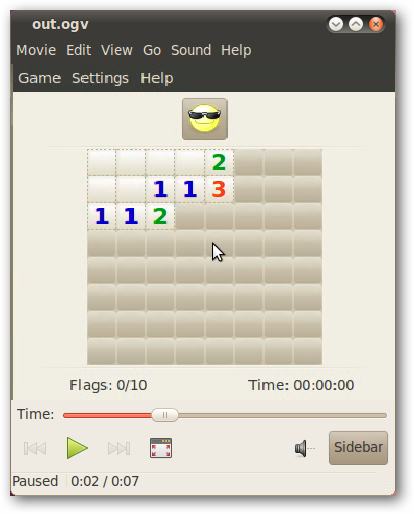 out.ogv
Movie Edit View Go Sound Help
Game Settings Help
2
1 1 3
1 1 2
Flags: 0/10 Time: 00:00:00
Time:
Sidebar
Paused 0:02 / 0:07